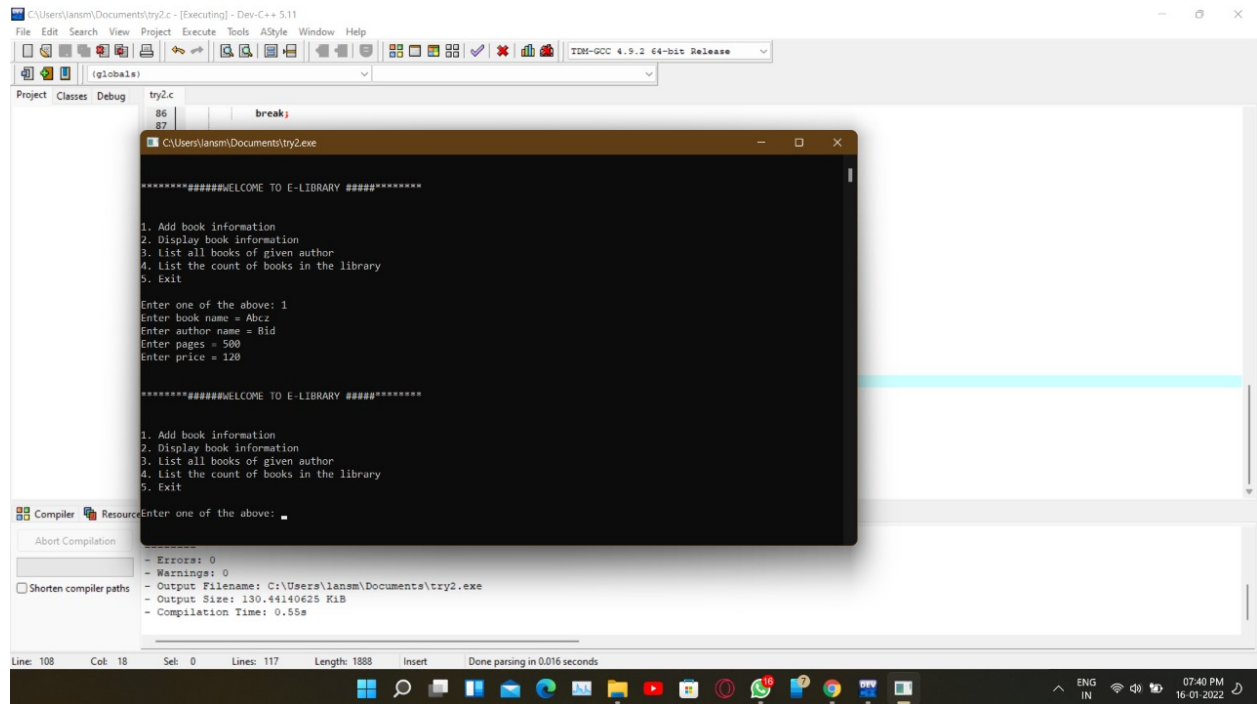 C:\Users\lansm\Documents\try2.c - [Executing] - Dev-C++ 5.11
File Edit Search View Project Execute Tools AStyle Window Help
TDM-GCC 4.9.2 64-bit Release
(globals)
Project Classes Debug try2.c
86 break;
87
C:\Users\lansm\Documents\try2.exe
********######WELCOME TO E-LIBRARY #####********
1. Add book information
2. Display book information
3. List all books of given author
4. List the count of books in the library
5. Exit
Enter one of the above: 1
Enter book name = Abcz
Enter author name = Bid
Enter pages = 500
Enter price = 120
********######WELCOME TO E-LIBRARY #####********
1. Add book information
2. Display book information
3. List all books of given author
4. List the count of books in the library
5. Exit
Enter one of the above:
Compiler Resource
Abort Compilation
--------
- Errors: 0
- Warnings: 0
Shorten compiler paths - Output Filename: C:\Users\lansm\Documents\try2.exe
- Output Size: 130.44140625 KiB
- Compilation Time: 0.55s
Line: 108 Col: 18 Sel: 0 Lines: 117 Length: 1888 Insert Done parsing in 0.016 seconds
16 7 DEV
ENG 07:40 PM
IN 16-01-2022